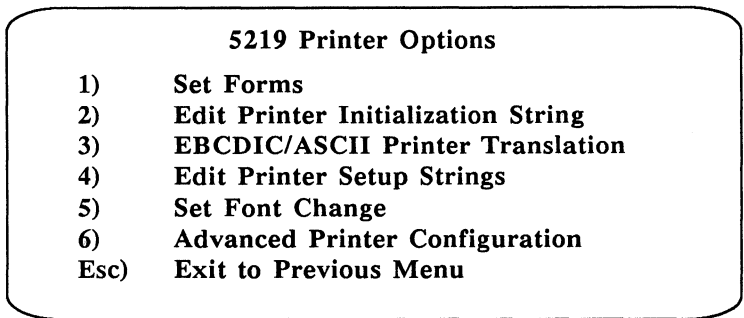 5219 Printer Options
1) Set Forms
2) Edit Printer Initialization String
3) EBCDIC/ASCII Printer Translation
4) Edit Printer Setup Strings
5) Set Font Change
6) Advanced Printer Configuration
Esc) Exit to Previous Menu